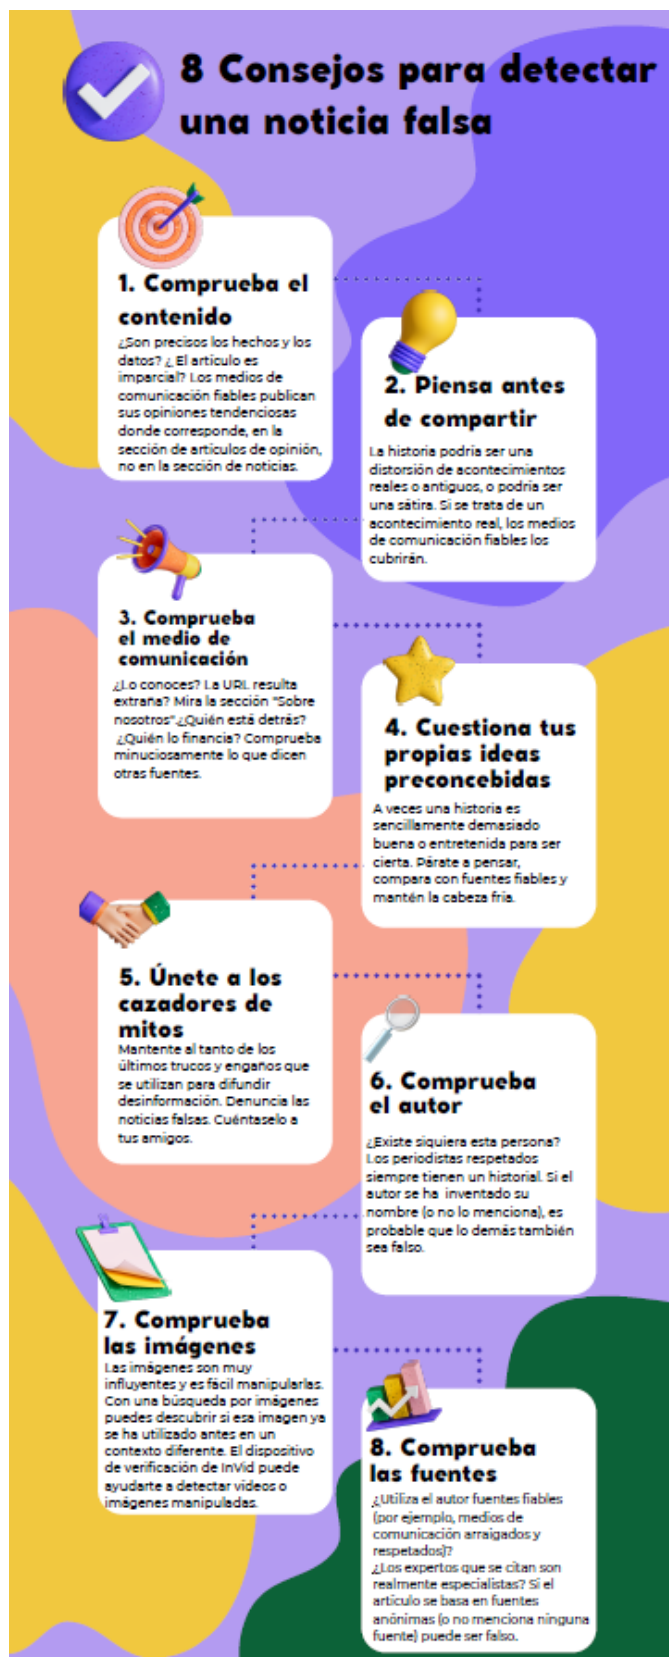 8 Consejos para detectar
una noticia falsa
1. Comprueba el
contenido
¿Son precisos los hechos y los
datos? ¿ El artículo es
imparcial? Los medios de
comunicación fiables publican
sus opiniones tendenciosas
donde corresponde, en la
sección de artículos de opinión,
no en la sección de noticias.
2. Piensa antes
de compartir
La historia podría ser una
distorsión de acontecimientos
reales o antiguos, o podría ser
una sátira. Si se trata de un
acontecimiento real, los medios
de comunicación fiables los
cubrirán.
3. Comprueba
el medio de
comunicación
¿Lo conoces? La URL resulta
extraña? Mira la sección "Sobre
nosotros".¿Quién está detrás?
¿Quién lo financia? Comprueba
minuciosamente lo que dicen
otras fuentes.
4. Cuestiona tus
propias ideas
preconcebidas
A veces una historia es
sencillamente demasiado
buena o entretenida para ser
cierta. Párate a pensar,
compara con fuentes fiables y
mantén la cabeza fría.
5. Únete a los
cazadores de
mitos
Mantente al tanto de los
últimos trucos y engaños que
se utilizan para difundir
desinformación. Denuncia las
noticias falsas. Cuéntaselo a
tus amigos.
6. Comprueba
el autor
¿Existe siquiera esta persona?
Los periodistas respetados
siempre tienen un historial. Si el
autor se ha inventado su
nombre (o no lo menciona), es
probable que lo demás también
sea falso.
7. Comprueba
las imágenes
Las imágenes son muy
influyentes y es fácil manipularlas.
Con una búsqueda por imágenes
puedes descubrir si esa imagen ya
se ha utilizado antes en un
contexto diferente. El dispositivo
de verificación de InVid puede
ayudarte a detectar vídeos o
imágenes manipuladas.
8. Comprueba
las fuentes
¿Utiliza el autor fuentes fiables
(por ejemplo, medios de
comunicación arraigados y
respetados)?
¿Los expertos que se citan son
realmente especialistas? Si el
artículo se basa en fuentes
anónimas (o no menciona ninguna
fuente) puede ser falso.